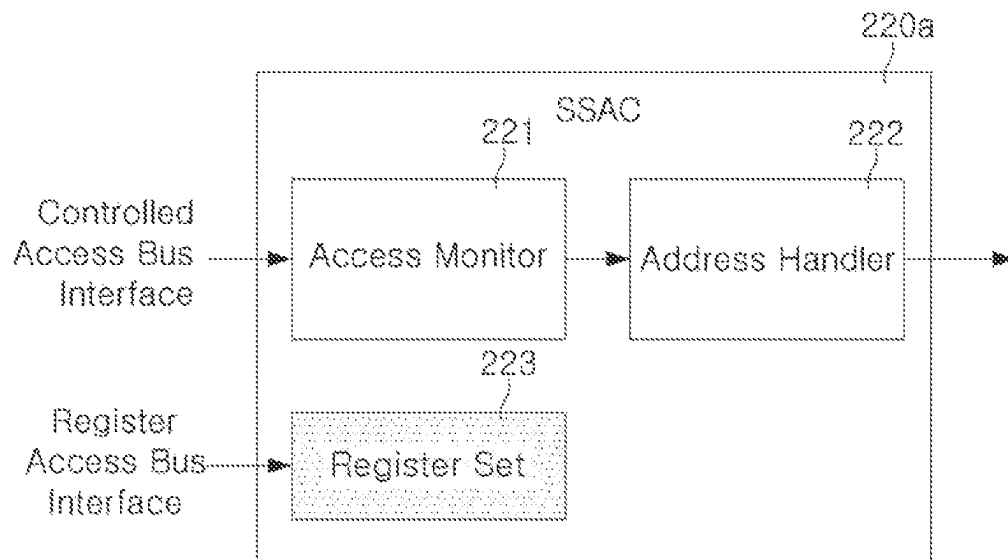 220a
SSAC
221
222
Controlled
Access Bus
Interface
Access Monitor
Address Handler
223
Register
Access Bus
Interface
Register Set